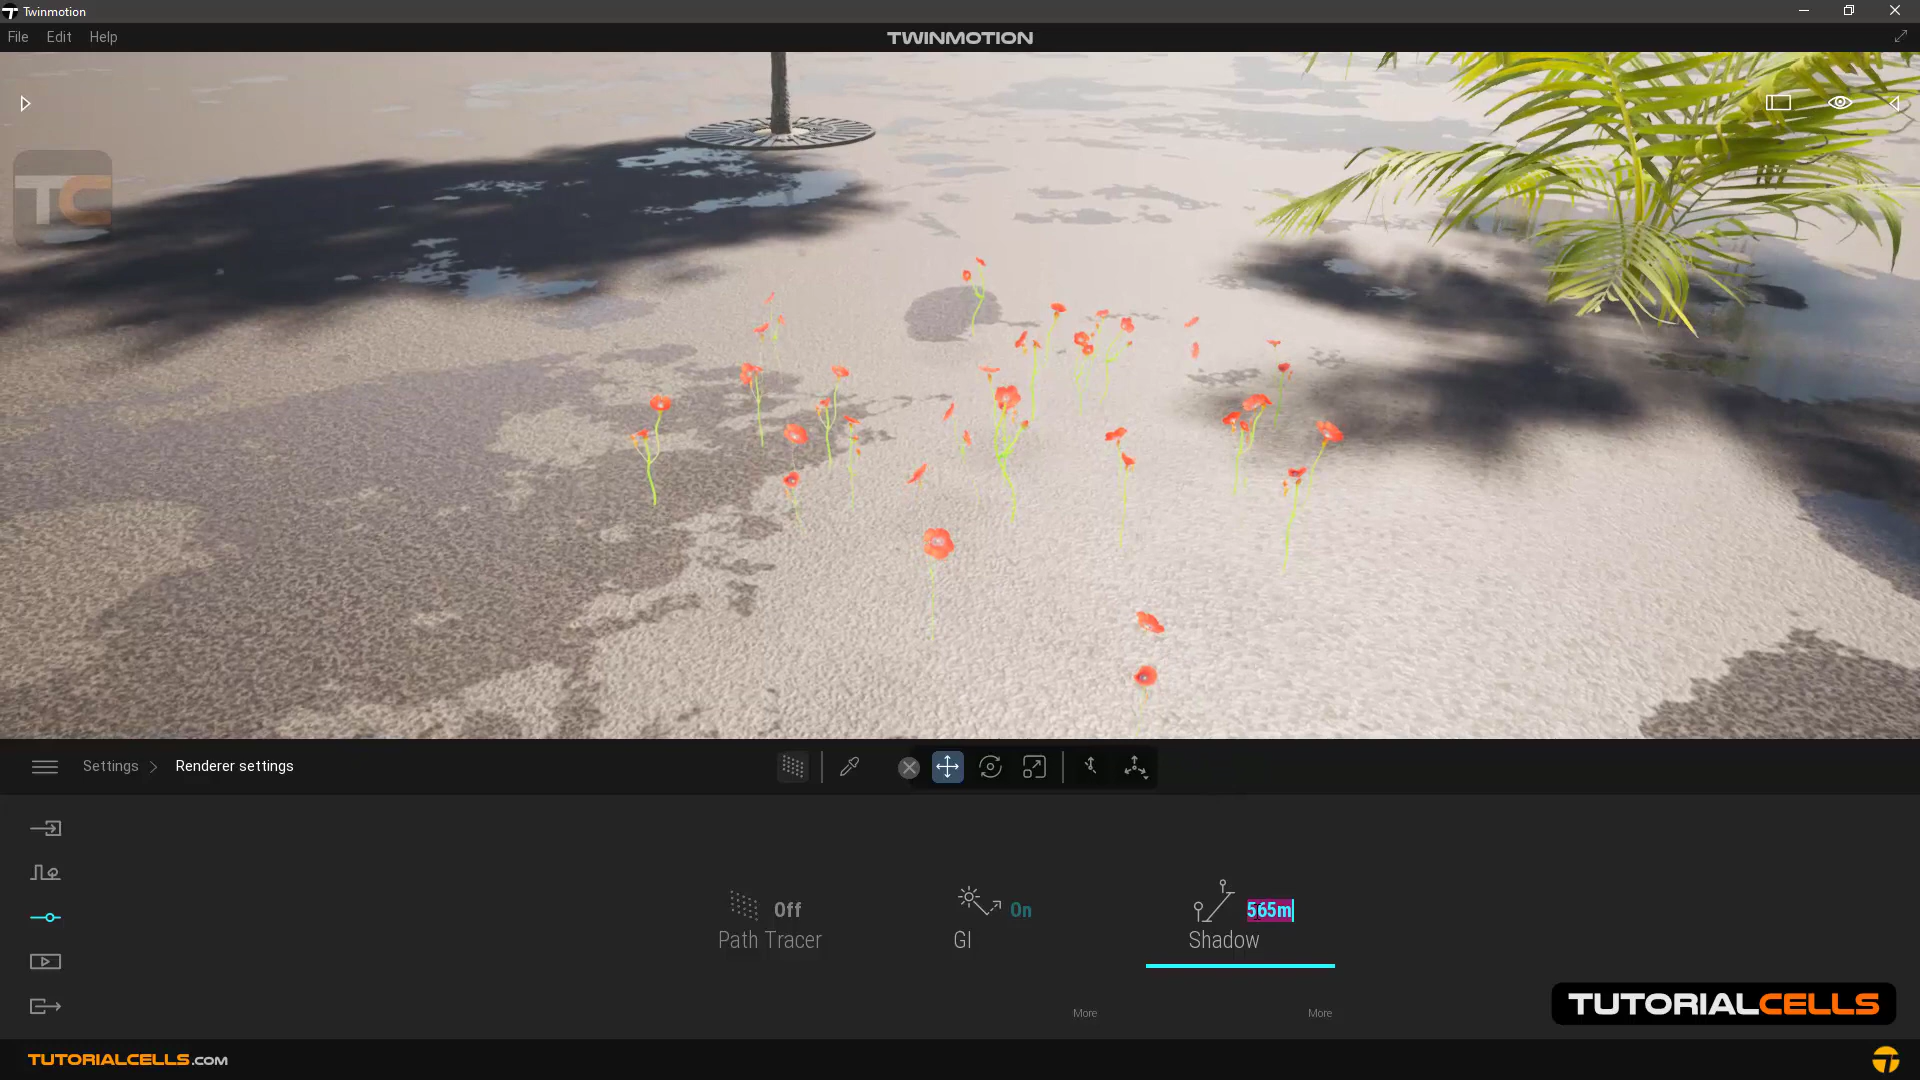 Twinmotion
File Edit Help
TWINMOTION
TC
Settings > Renderer settings
Off
Path Tracer
On
GI
565m
Shadow
More
More
TUTORIALCELLS
TUTORIALCELLS.COM